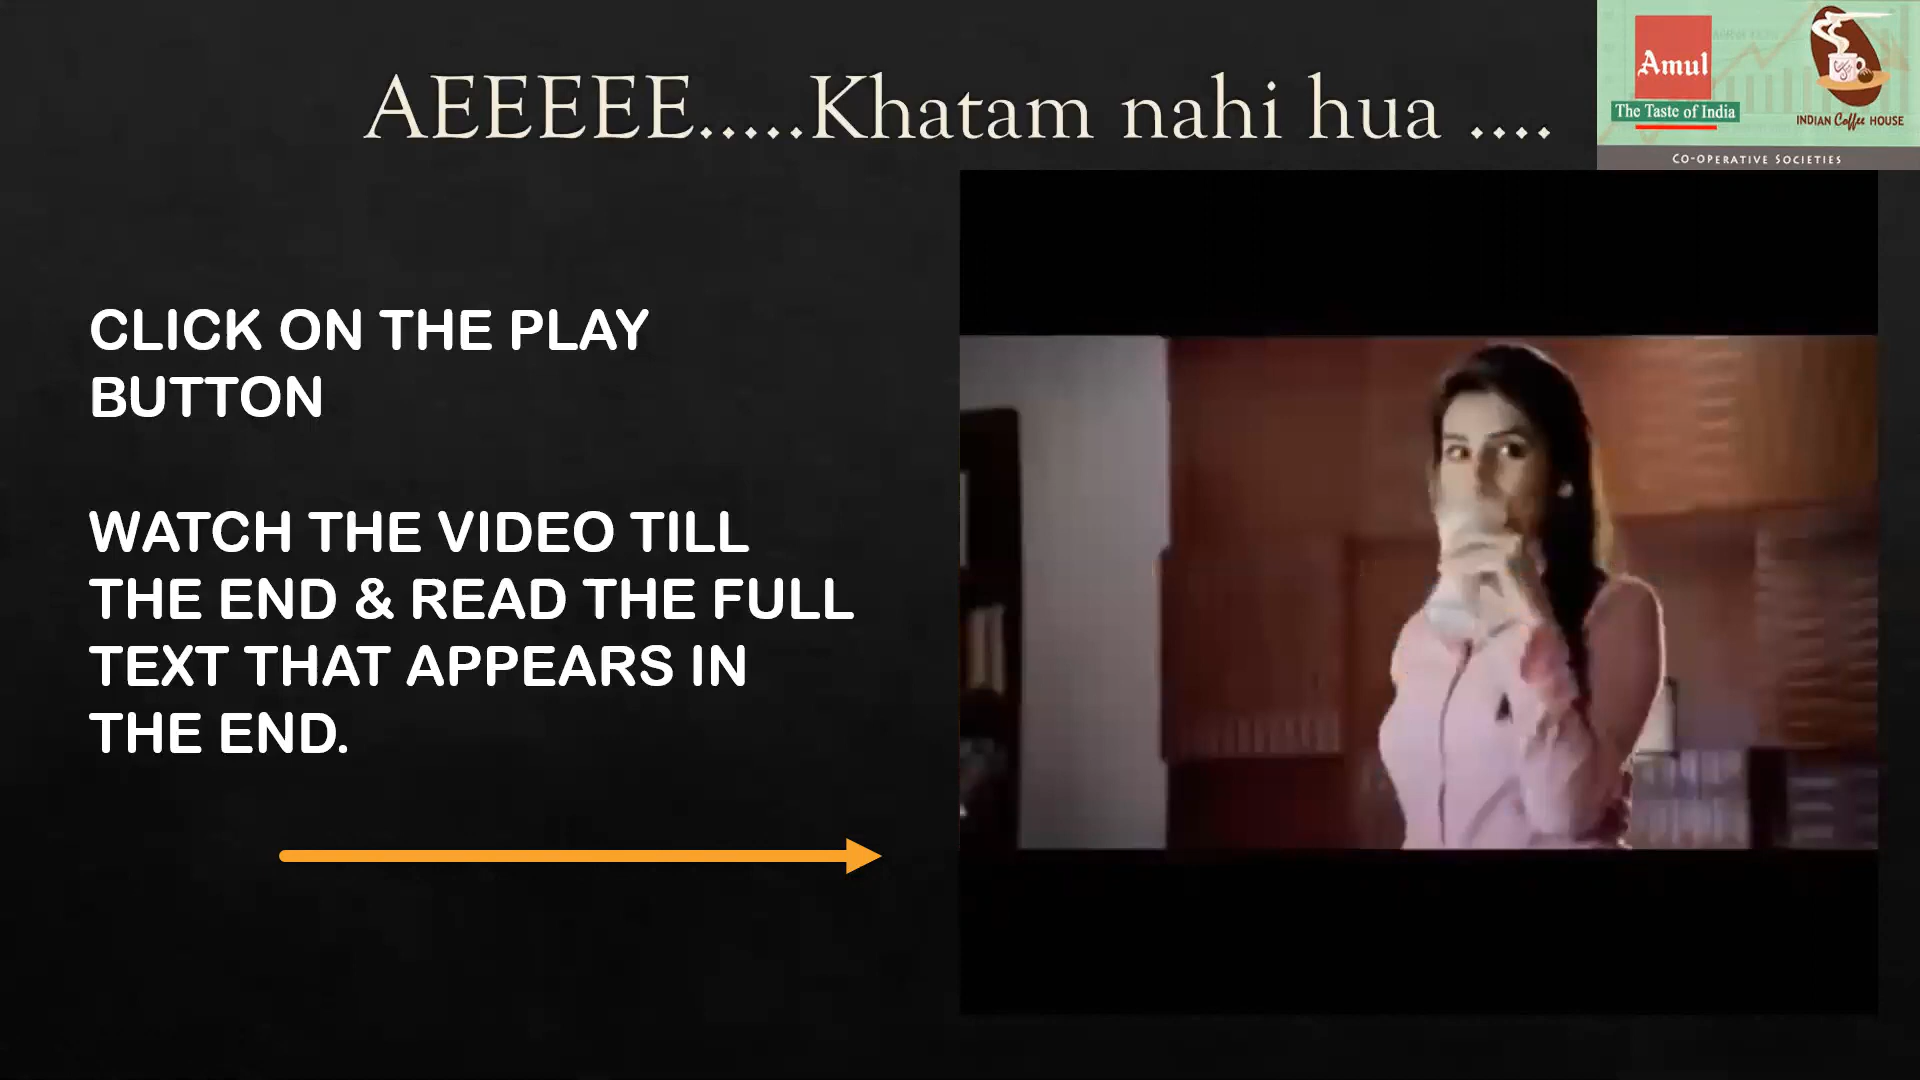 AEEEEE.....Khatam nahi hua ....
Amul
The Taste of India
INDIAN Coffee HOUSE
CO-OPERATIVE SOCIETIES
CLICK ON THE PLAY
BUTTON
WATCH THE VIDEO TILL
THE END & READ THE FULL
TEXT THAT APPEARS IN
THE END.